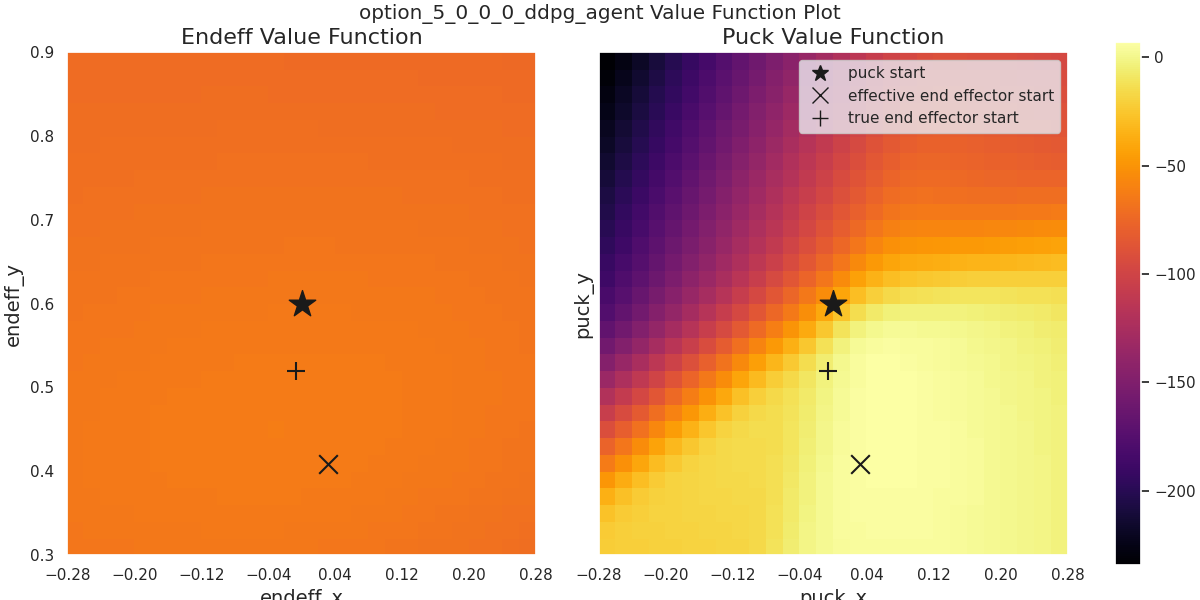 option_5_0_0_0_ddpg_agent Value Function Plot
Endeff Value Function
Puck Value Function
puck start
effective end effector start
true end effector start
0.9
0.8
0.7
0.6
0.5
0.4
0.3
endeff_y
−0.28 −0.20 −0.12 −0.04 0.04 0.12 0.20 0.28
endeff_x
puck_y
−0.28 −0.20 −0.12 −0.04 0.04 0.12 0.20 0.28
puck_x
0
−50
−100
−150
−200